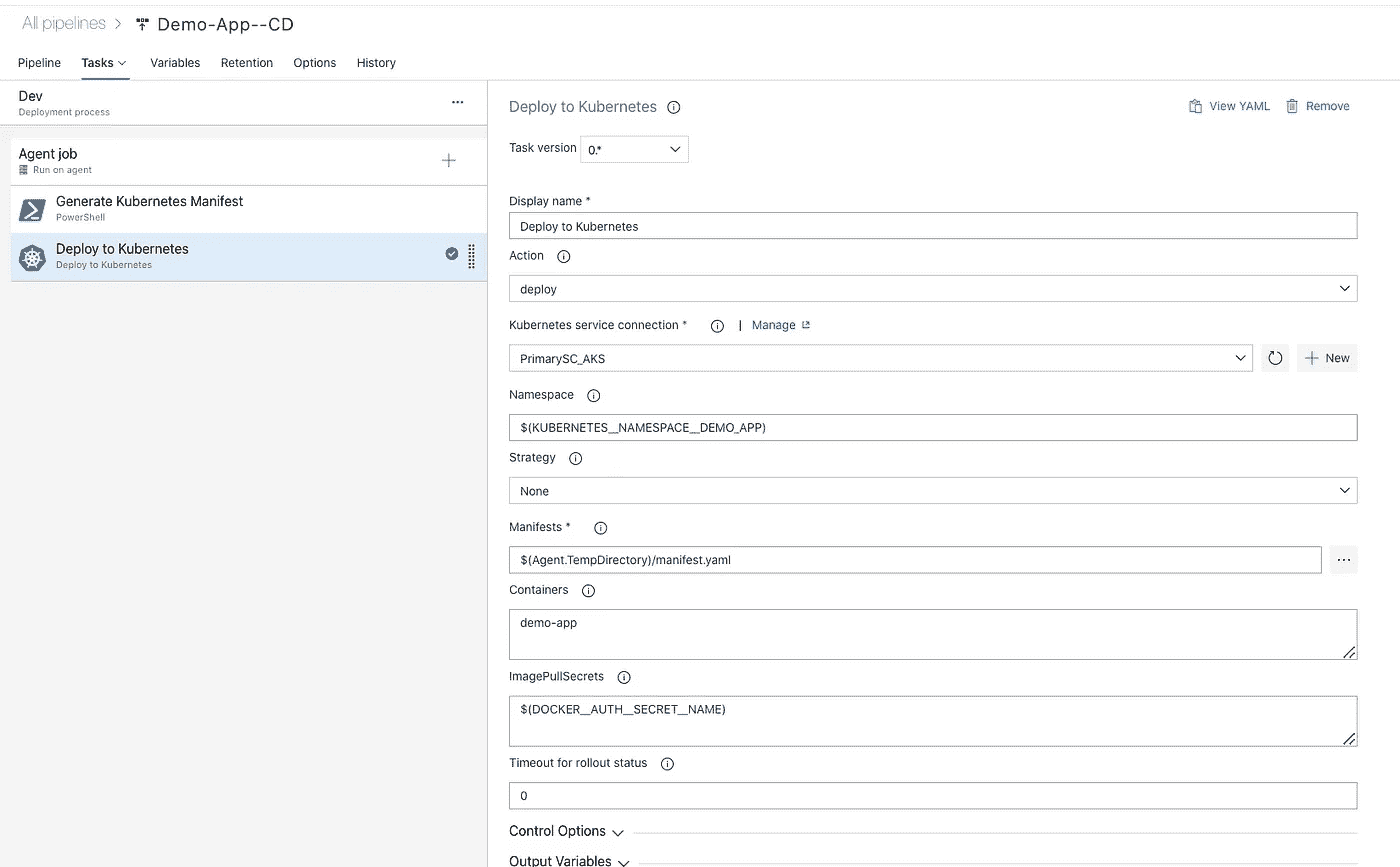 All pipelines > Demo-App--CD
Pipeline Tasks Variables Retention Options History
Dev
Deployment process
...
Agent job
Run on agent
Generate Kubernetes Manifest
PowerShell
Deploy to Kubernetes
Deploy to Kubernetes
Deploy to Kubernetes
View YAML Remove
Task version 0.*
Display name *
Deploy to Kubernetes
Action
deploy
Kubernetes service connection * | Manage
PrimarySC_AKS
New
Namespace
$(KUBERNETES__NAMESPACE__DEMO_APP)
Strategy
None
Manifests *
$(Agent.TempDirectory)/manifest.yaml
...
Containers
demo-app
ImagePullSecrets
$(DOCKER__AUTH__SECRET__NAME)
Timeout for rollout status
0
Control Options
Output Variables